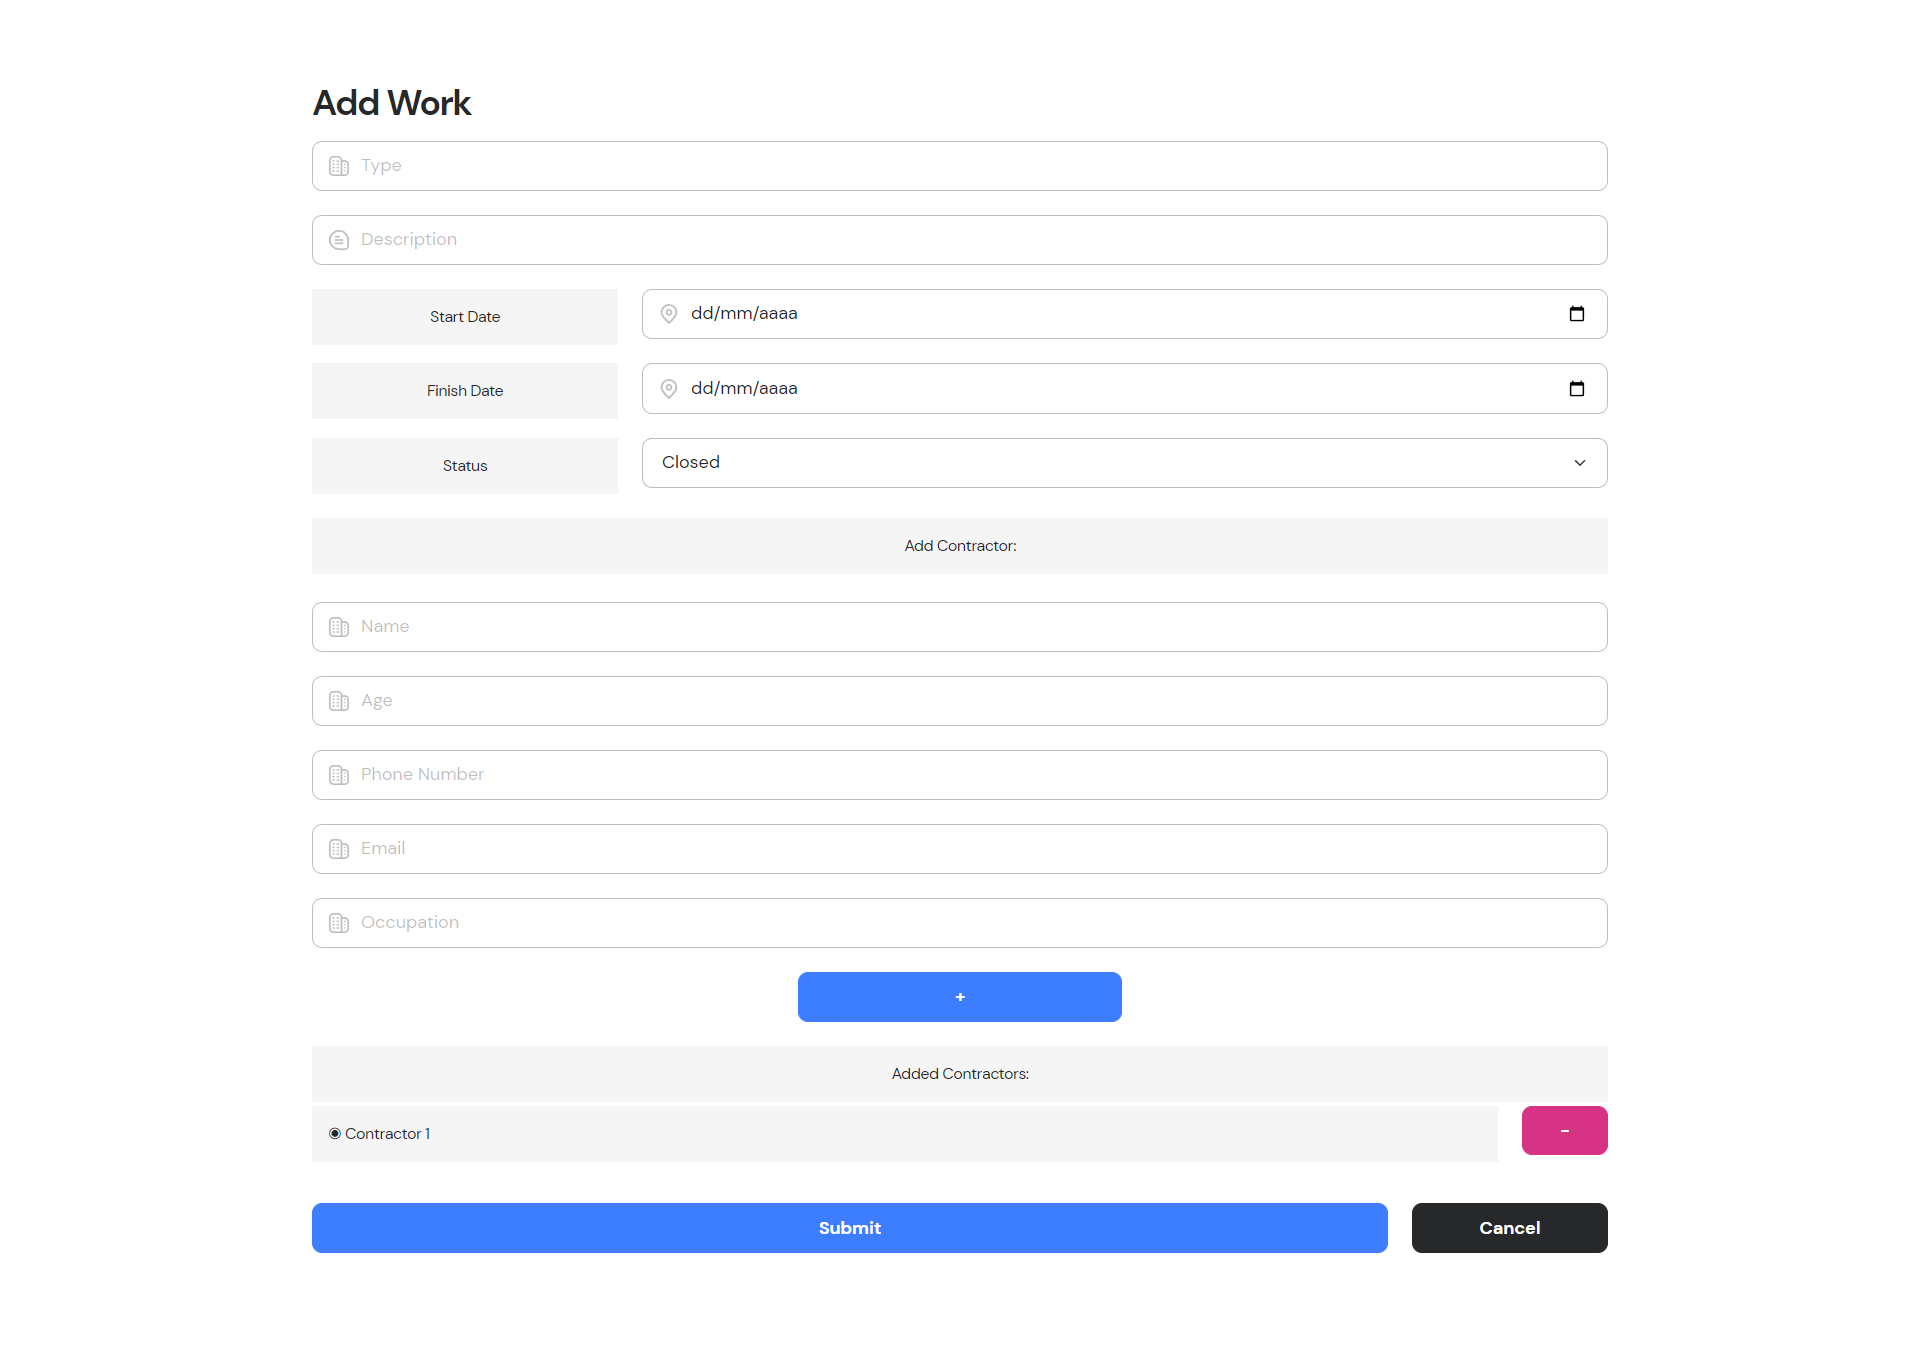 Add Work
Type
Description
Start Date
dd/mm/aaaa
Finish Date
dd/mm/aaaa
Status
Closed
Add Contractor:
Name
Age
Phone Number
Email
Occupation
+
Added Contractors:
Contractor 1
-
Submit
Cancel